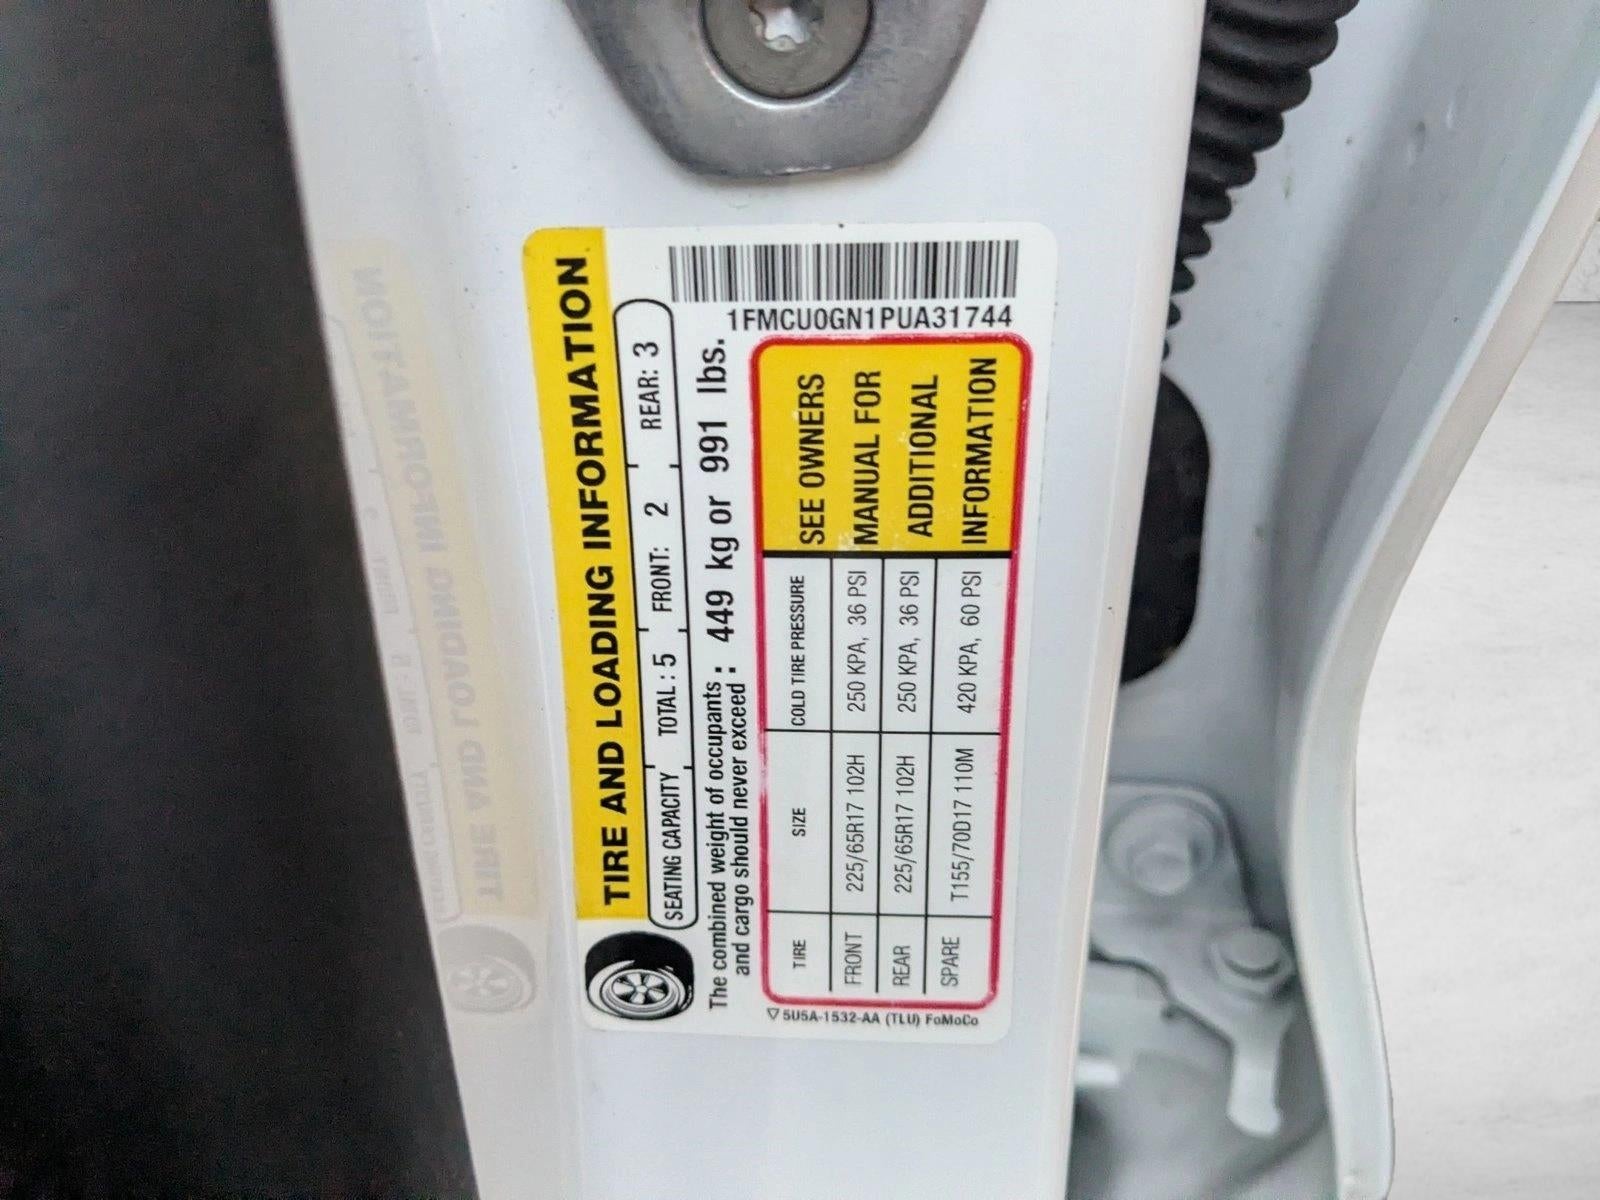 TIRE AND LOADING INFORMATION
SEATING CAPACITY TOTAL : 5 FRONT: 2 REAR: 3
The combined weight of occupants
and cargo should never exceed : 449 kg or 991 lbs.
1FMCU0GN1PUA31744
TIRE SIZE COLD TIRE PRESSURE
FRONT 225/65R17 102H 250 KPA, 36 PSI
REAR 225/65R17 102H 250 KPA, 36 PSI
SPARE T155/70D17 110M 420 KPA, 60 PSI
SEE OWNERS
MANUAL FOR
ADDITIONAL
INFORMATION
5U5A-1532-AA (TLU) FoMoCo